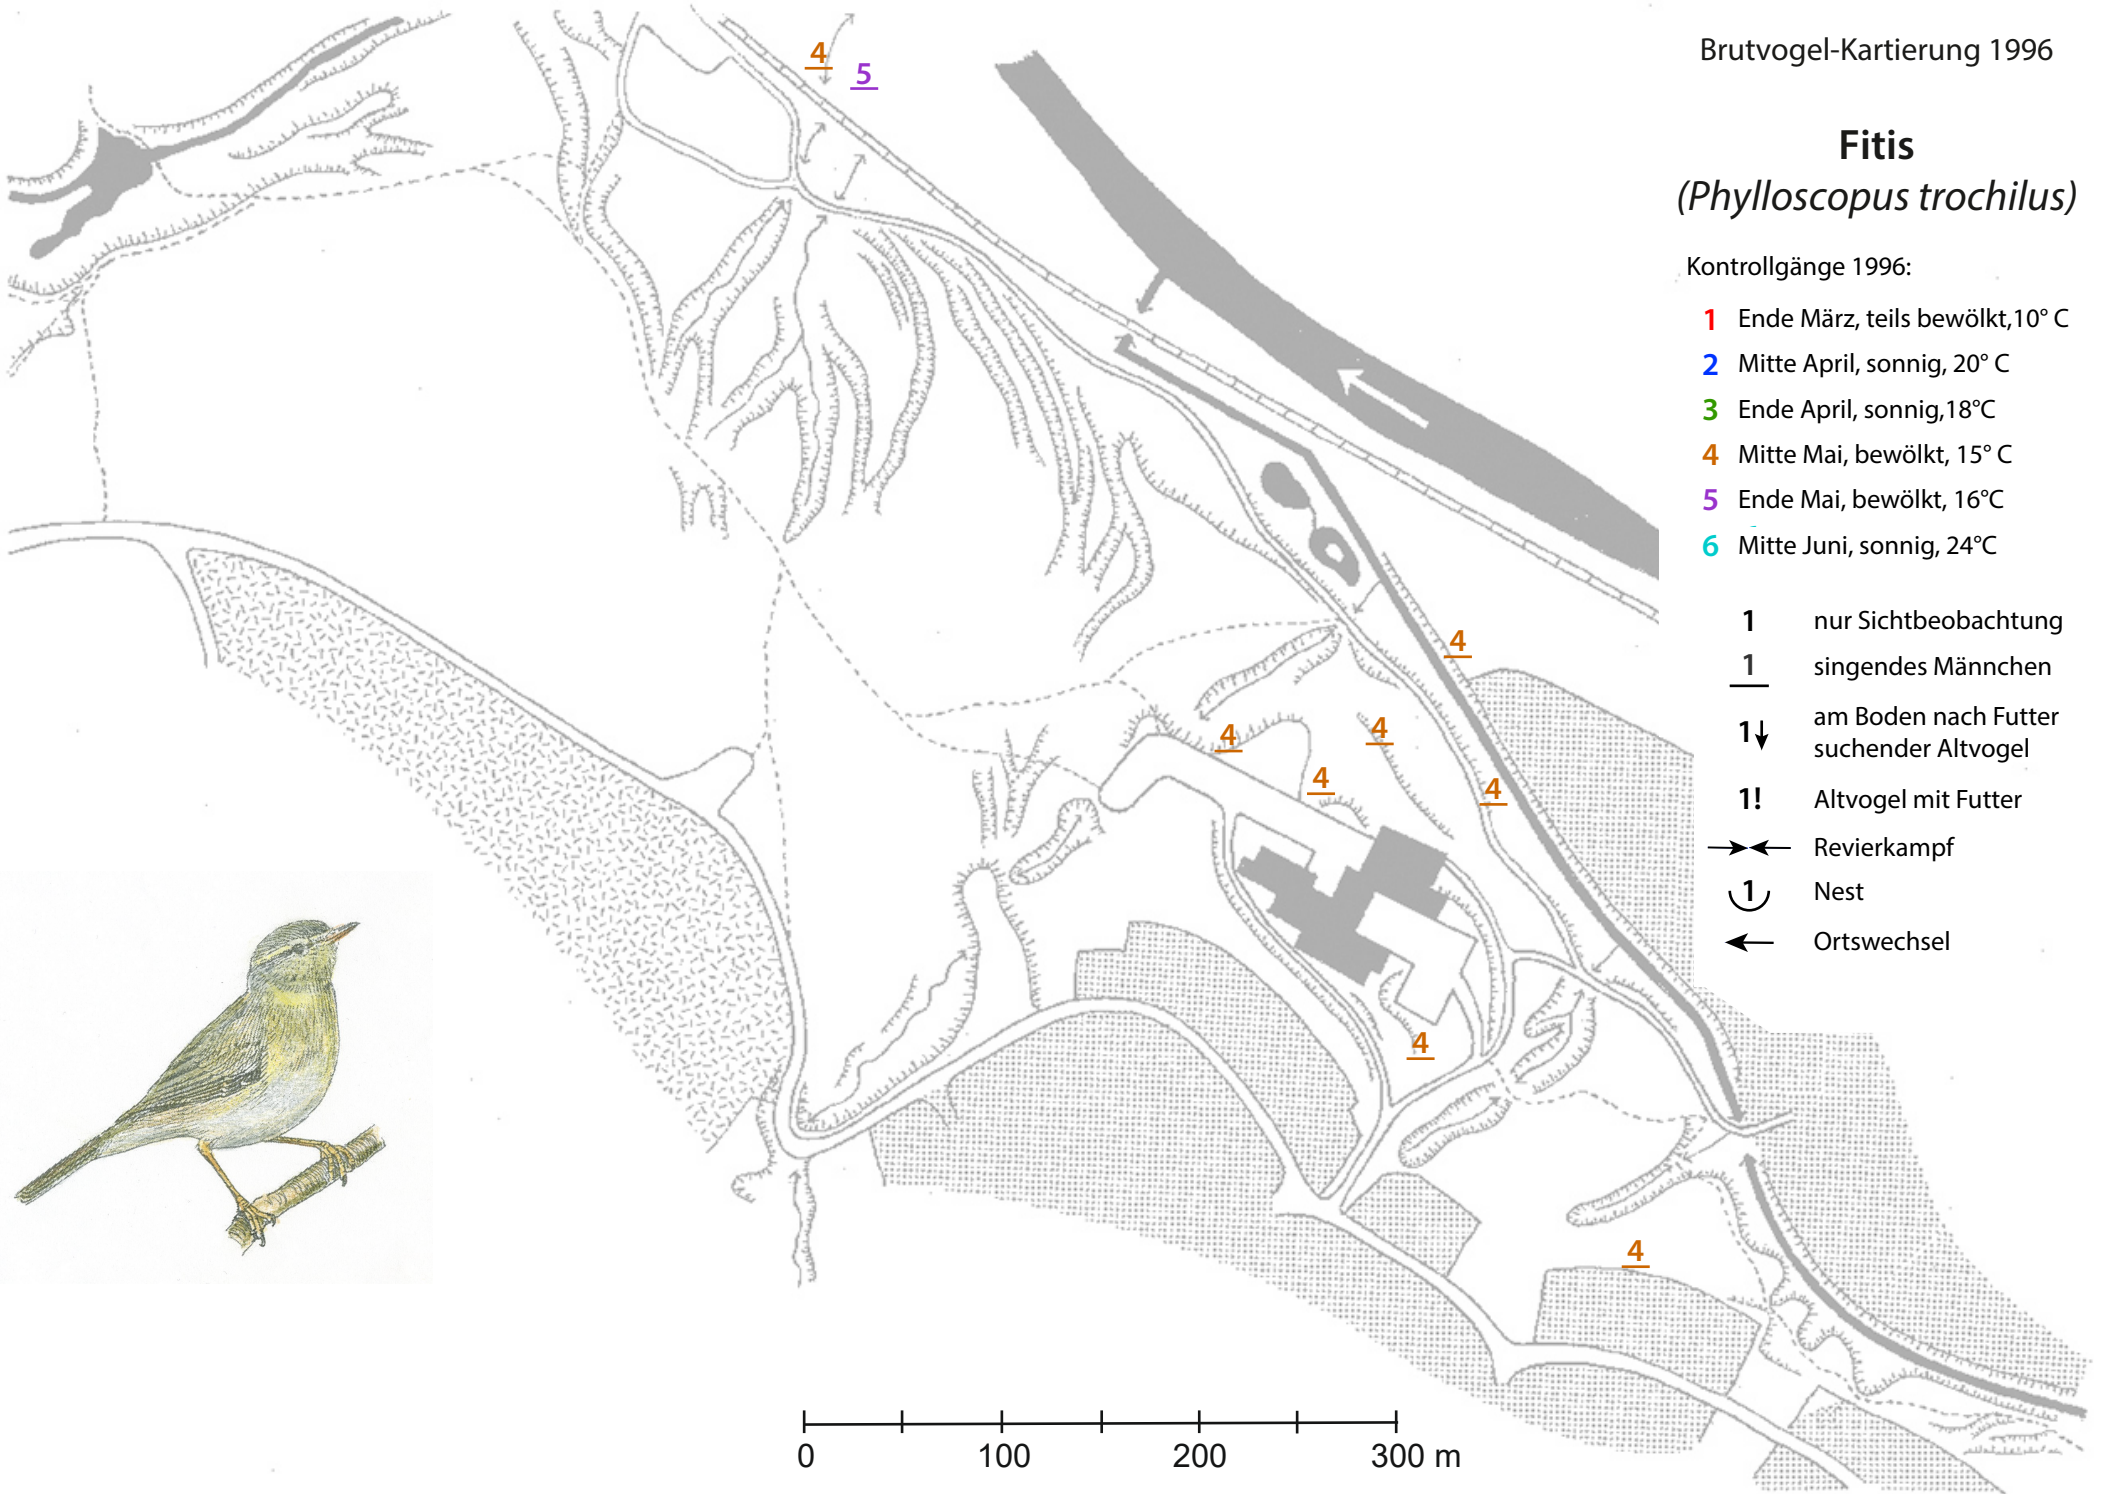 Brutvogel-Kartierung 1996
Fitis
(Phylloscopus trochilus)
Kontrollgänge 1996:
1 Ende März, teils bewölkt,10° C
2 Mitte April, sonnig, 20° C
3 Ende April, sonnig,18°C
4 Mitte Mai, bewölkt, 15° C
5 Ende Mai, bewölkt, 16°C
6 Mitte Juni, sonnig, 24°C
1 nur Sichtbeobachtung
1 singendes Männchen
1 am Boden nach Futter
suchender Altvogel
1! Altvogel mit Futter
Revierkampf
1 Nest
Ortswechsel
4
5
4
4
4
4
4
4
4
0 100 200 300 m